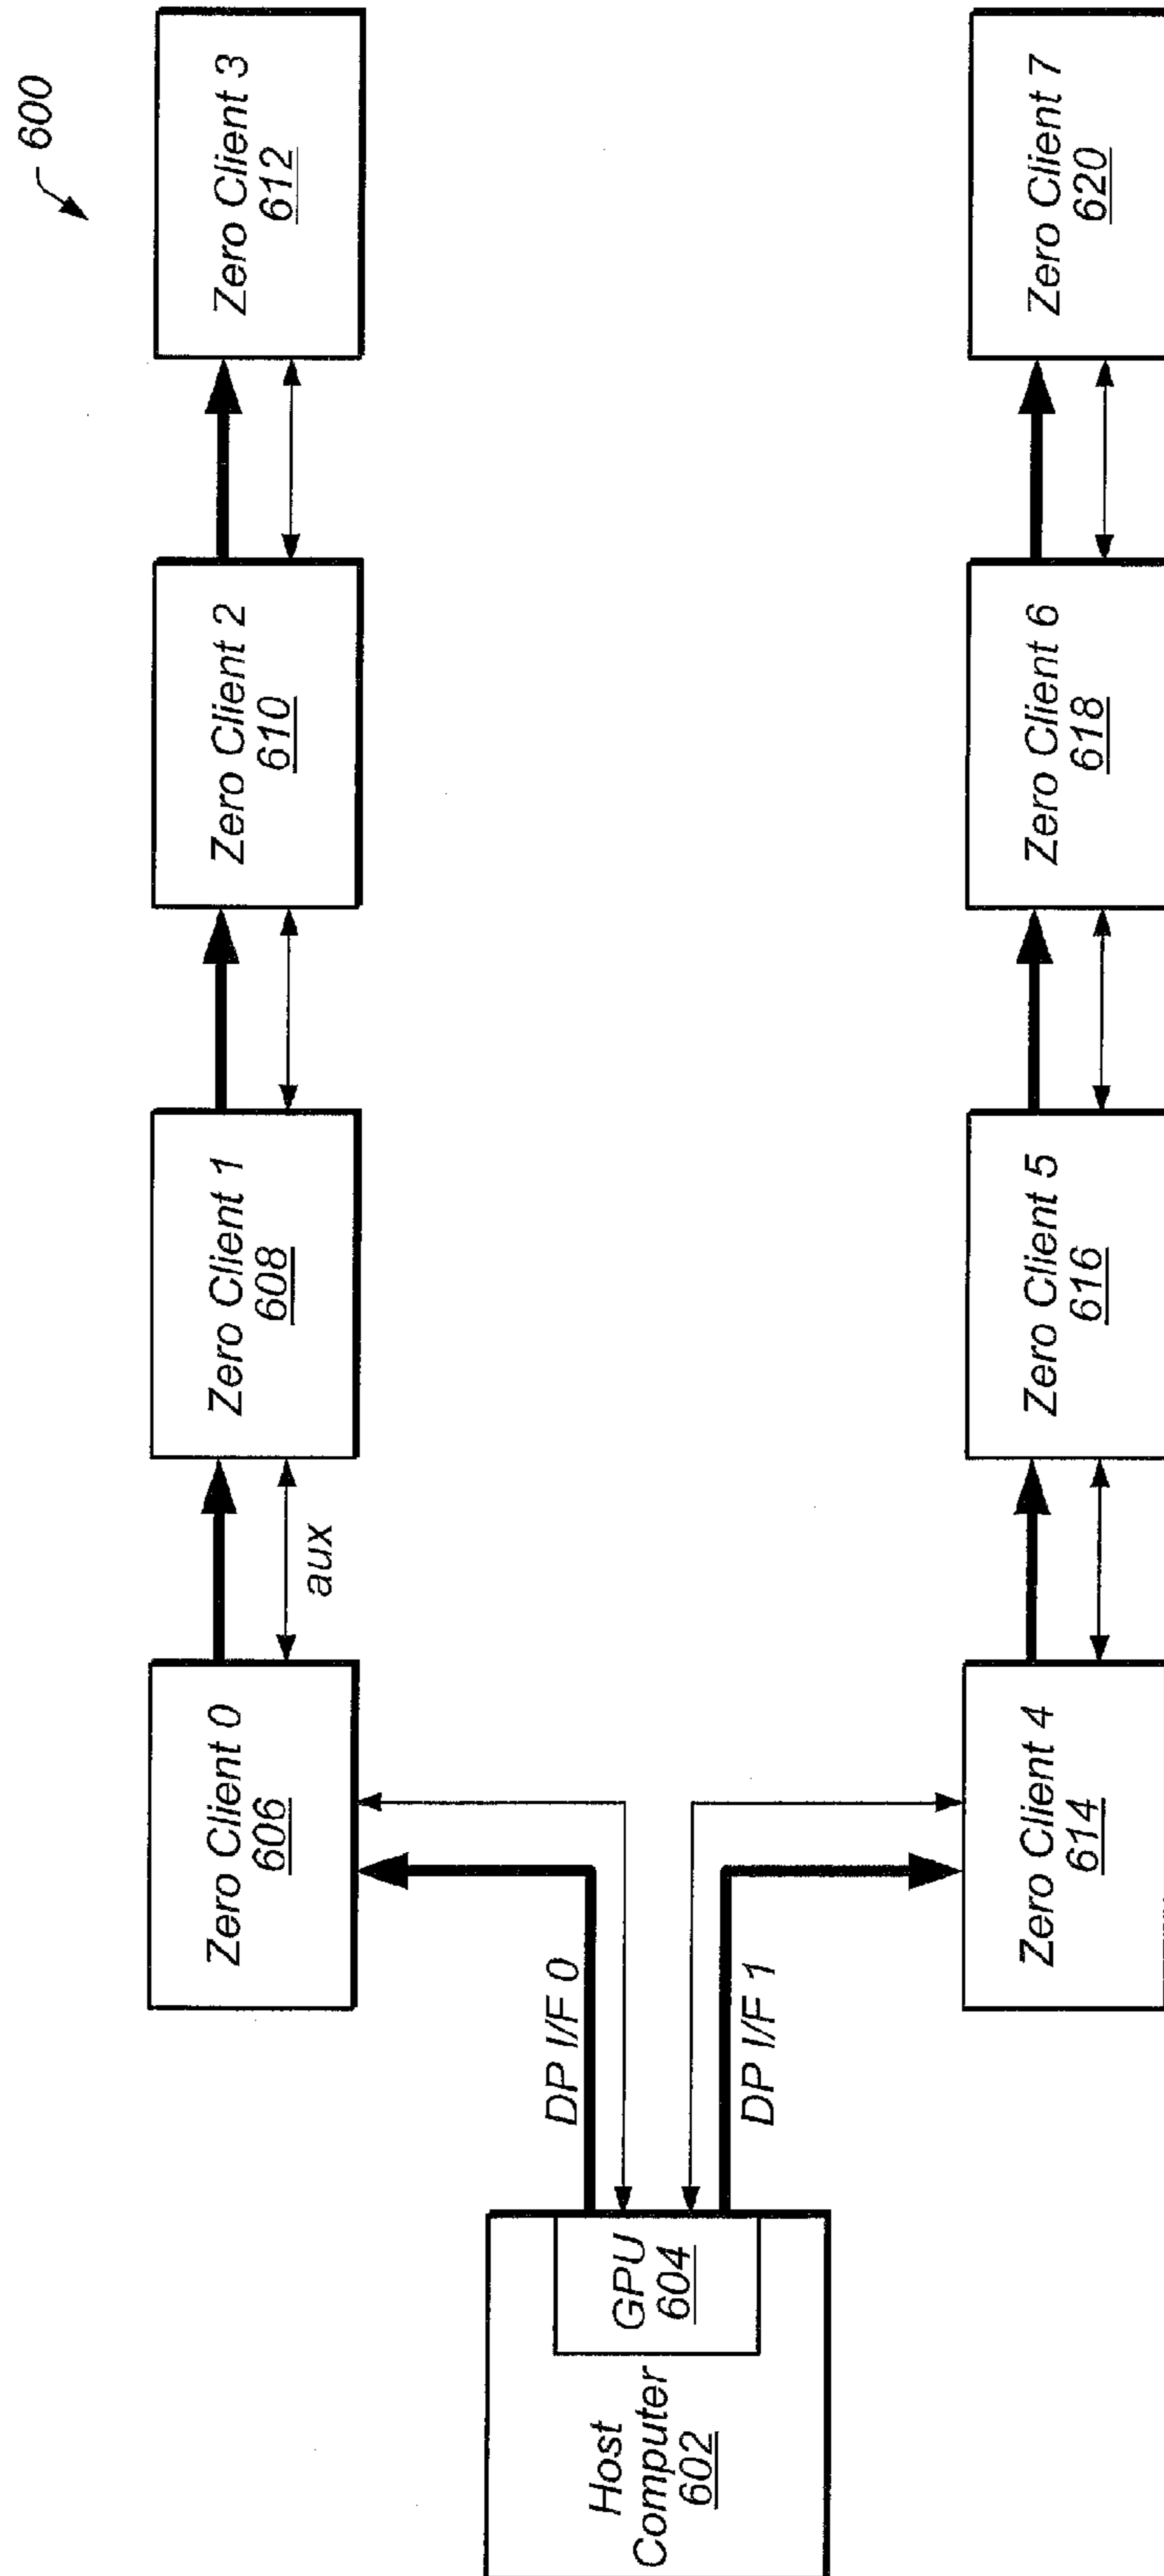 600
Zero Client 0
606
aux
Zero Client 1
608
Zero Client 2
610
Zero Client 3
612
DP I/F 0
Host
Computer
602
GPU
604
DP I/F 1
Zero Client 4
614
Zero Client 5
616
Zero Client 6
618
Zero Client 7
620